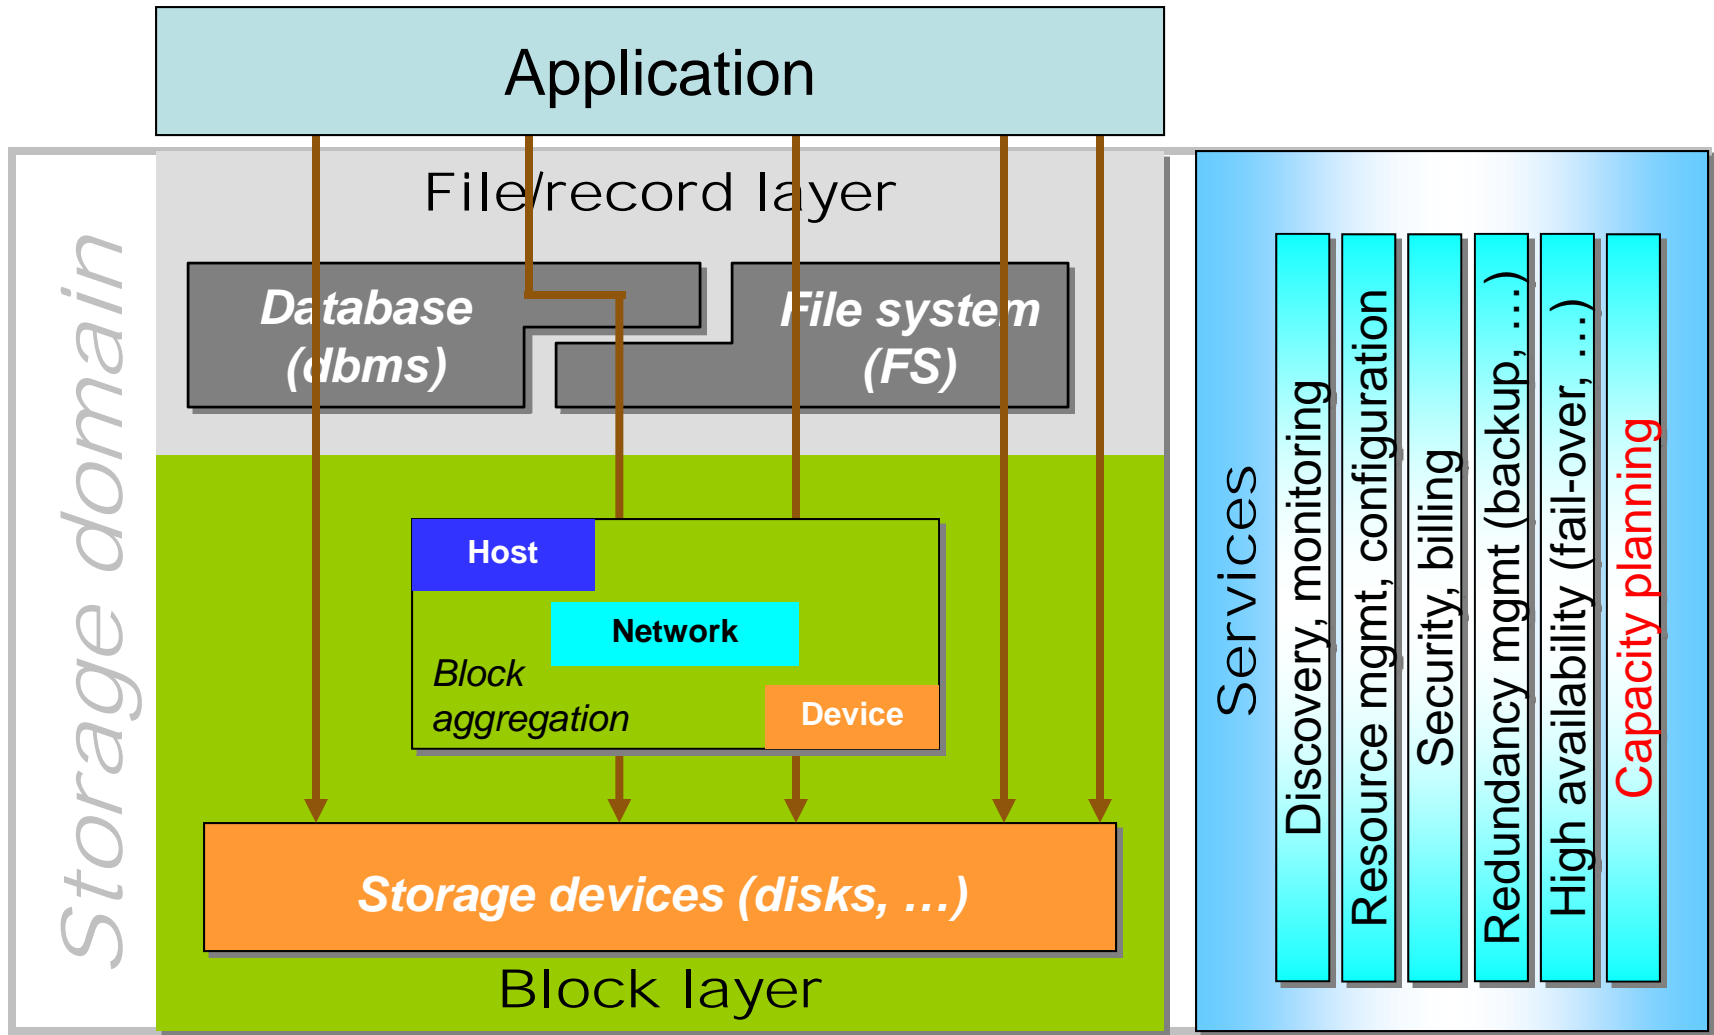 Application
Storage domain
File/record layer
Database
(dbms)
File system
(FS)
Host
Network
Device
Block
aggregation
Storage devices (disks, …)
Block layer
Services
Discovery, monitoring
Resource mgmt, configuration
Security, billing
Redundancy mgmt (backup, …)
High availability (fail-over, …)
Capacity planning